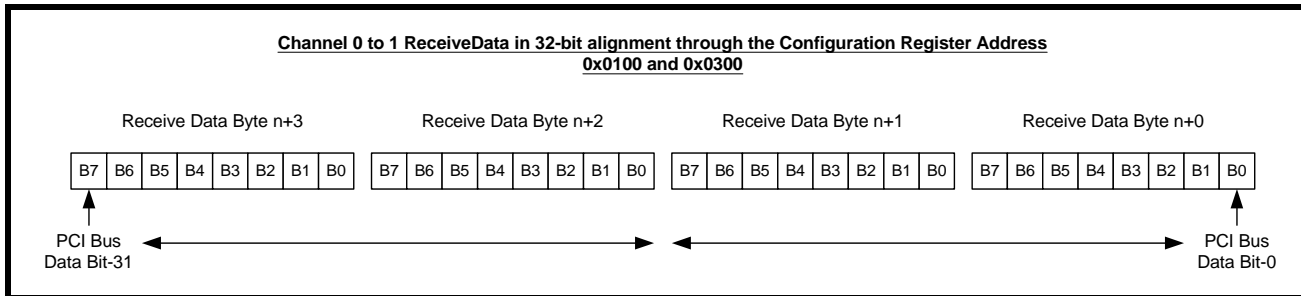 Channel 0 to 1 ReceiveData in 32-bit alignment through the Configuration Register Address
0x0100 and 0x0300
Receive Data Byte n+3 Receive Data Byte n+2 Receive Data Byte n+1 Receive Data Byte n+0
B7 B6 B5 B4 B3 B2 B1 B0 B7 B6 B5 B4 B3 B2 B1 B0 B7 B6 B5 B4 B3 B2 B1 B0 B7 B6 B5 B4 B3 B2 B1 B0
PCI Bus
Data Bit-31
PCI Bus
Data Bit-0